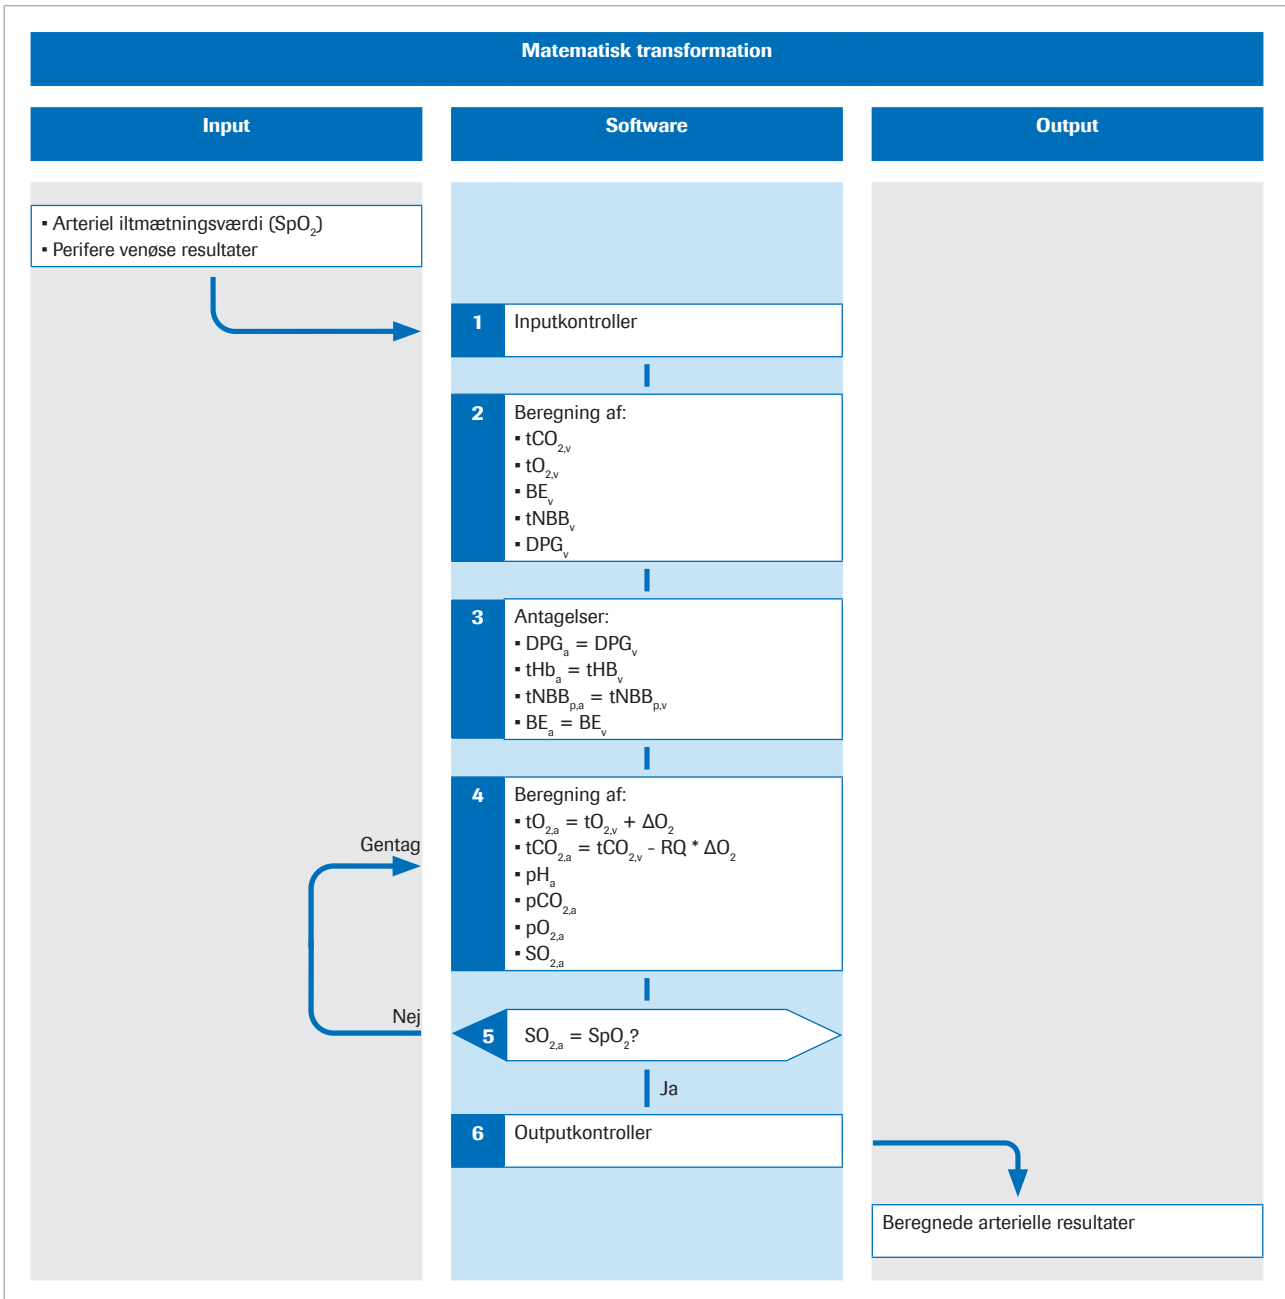 Matematisk transformation
Input
Software
Output
▪ Arteriel iltmætningsværdi (SpO₂)
▪ Perifere venøse resultater
1 Inputkontroller
2 Beregning af:
▪ tCO₂,ᵥ
▪ tO₂,ᵥ
▪ BEᵥ
▪ tNBBᵥ
▪ DPGᵥ
3 Antagelser:
▪ DPGₐ = DPGᵥ
▪ tHbₐ = tHBᵥ
▪ tNBBₚ,ₐ = tNBBₚ,ᵥ
▪ BEₐ = BEᵥ
4 Beregning af:
▪ tO₂,ₐ = tO₂,ᵥ + ΔO₂
▪ tCO₂,ₐ = tCO₂,ᵥ - RQ * ΔO₂
▪ pHₐ
▪ pCO₂,ₐ
▪ pO₂,ₐ
▪ SO₂,ₐ
Gentag
Nej
5 SO₂,ₐ = SpO₂?
Ja
6 Outputkontroller
Beregnede arterielle resultater